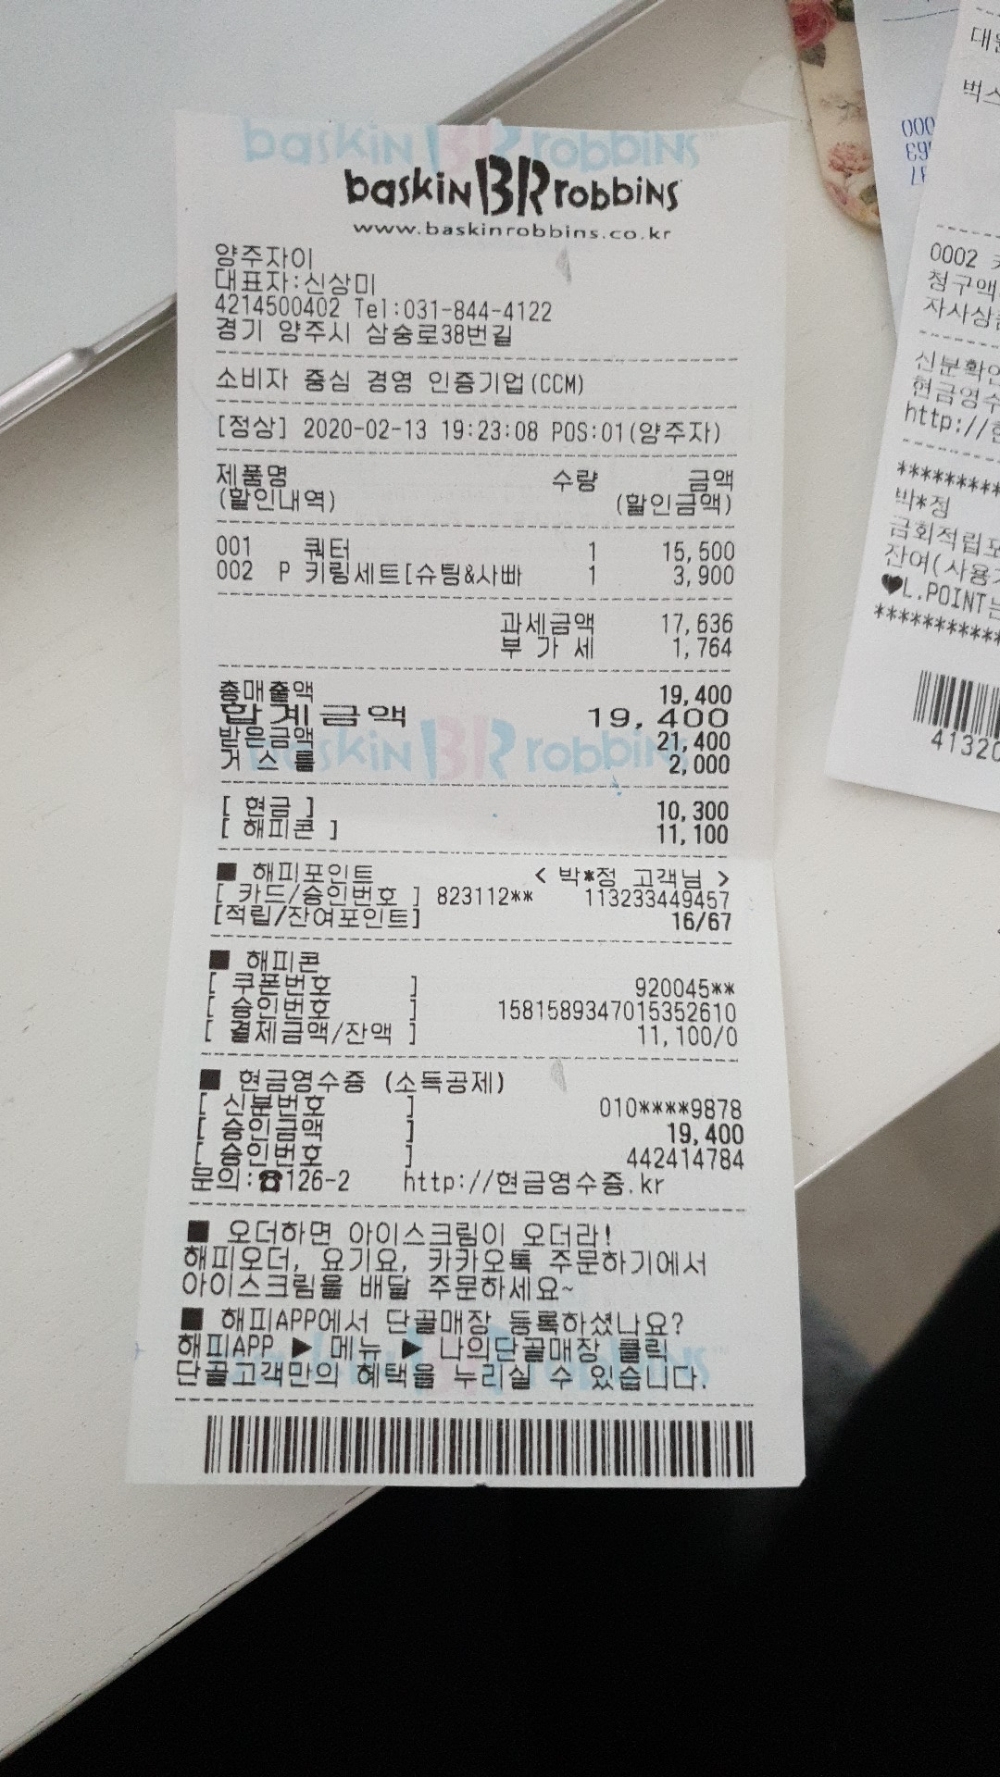 baskin BR robbins
baskin BR robbins
www.baskinrobbins.co.kr
양주자이
대표자:신상미
4214500402 Tel:031-844-4122
경기 양주시 삼숭로38번길
소비자 중심 경영 인증기업(CCM)
[정상] 2020-02-13 19:23:08 POS:01(양주자)
제품명 수량 금액
(할인내역) (할인금액)
001 쿼터 1 15,500
002 P 키링세트[슈팅&사빠 1 3,900
과세금액 17,636
부 가 세 1,764
총매출액 19,400
합계금액 19,400
받은금액 21,400
거 스 름 2,000
baskin BR robbins
[ 현금 ] 10,300
[ 해피콘 ] 11,100
■ 해피포인트 < 박*정 고객님 >
[ 카드/승인번호 ] 823112** 113233449457
[적립/잔여포인트] 16/67
■ 해피콘
[ 쿠폰번호 ] 920045**
[ 승인번호 ] 1581589347015352610
[ 결제금액/잔액 ] 11,100/0
■ 현금영수증 (소득공제)
[ 신분번호 ] 010****9878
[ 승인금액 ] 19,400
[ 승인번호 ] 442414784
문의:☎126-2 http://현금영수증.kr
■ 오더하면 아이스크림이 오더라!
해피오더, 요기요, 카카오톡 주문하기에서
아이스크림을 배달 주문하세요~
■ 해피APP에서 단골매장 등록하셨나요?
해피APP ▶ 메뉴 ▶ 나의단골매장 클릭
단골고객만의 혜택을 누리실 수 있습니다.
0002
청구액
자사상
신분확인
현금영수
http://현
**********
박*정
금회적립포
잔여(사용가
♥L.POINT는
***********
41320